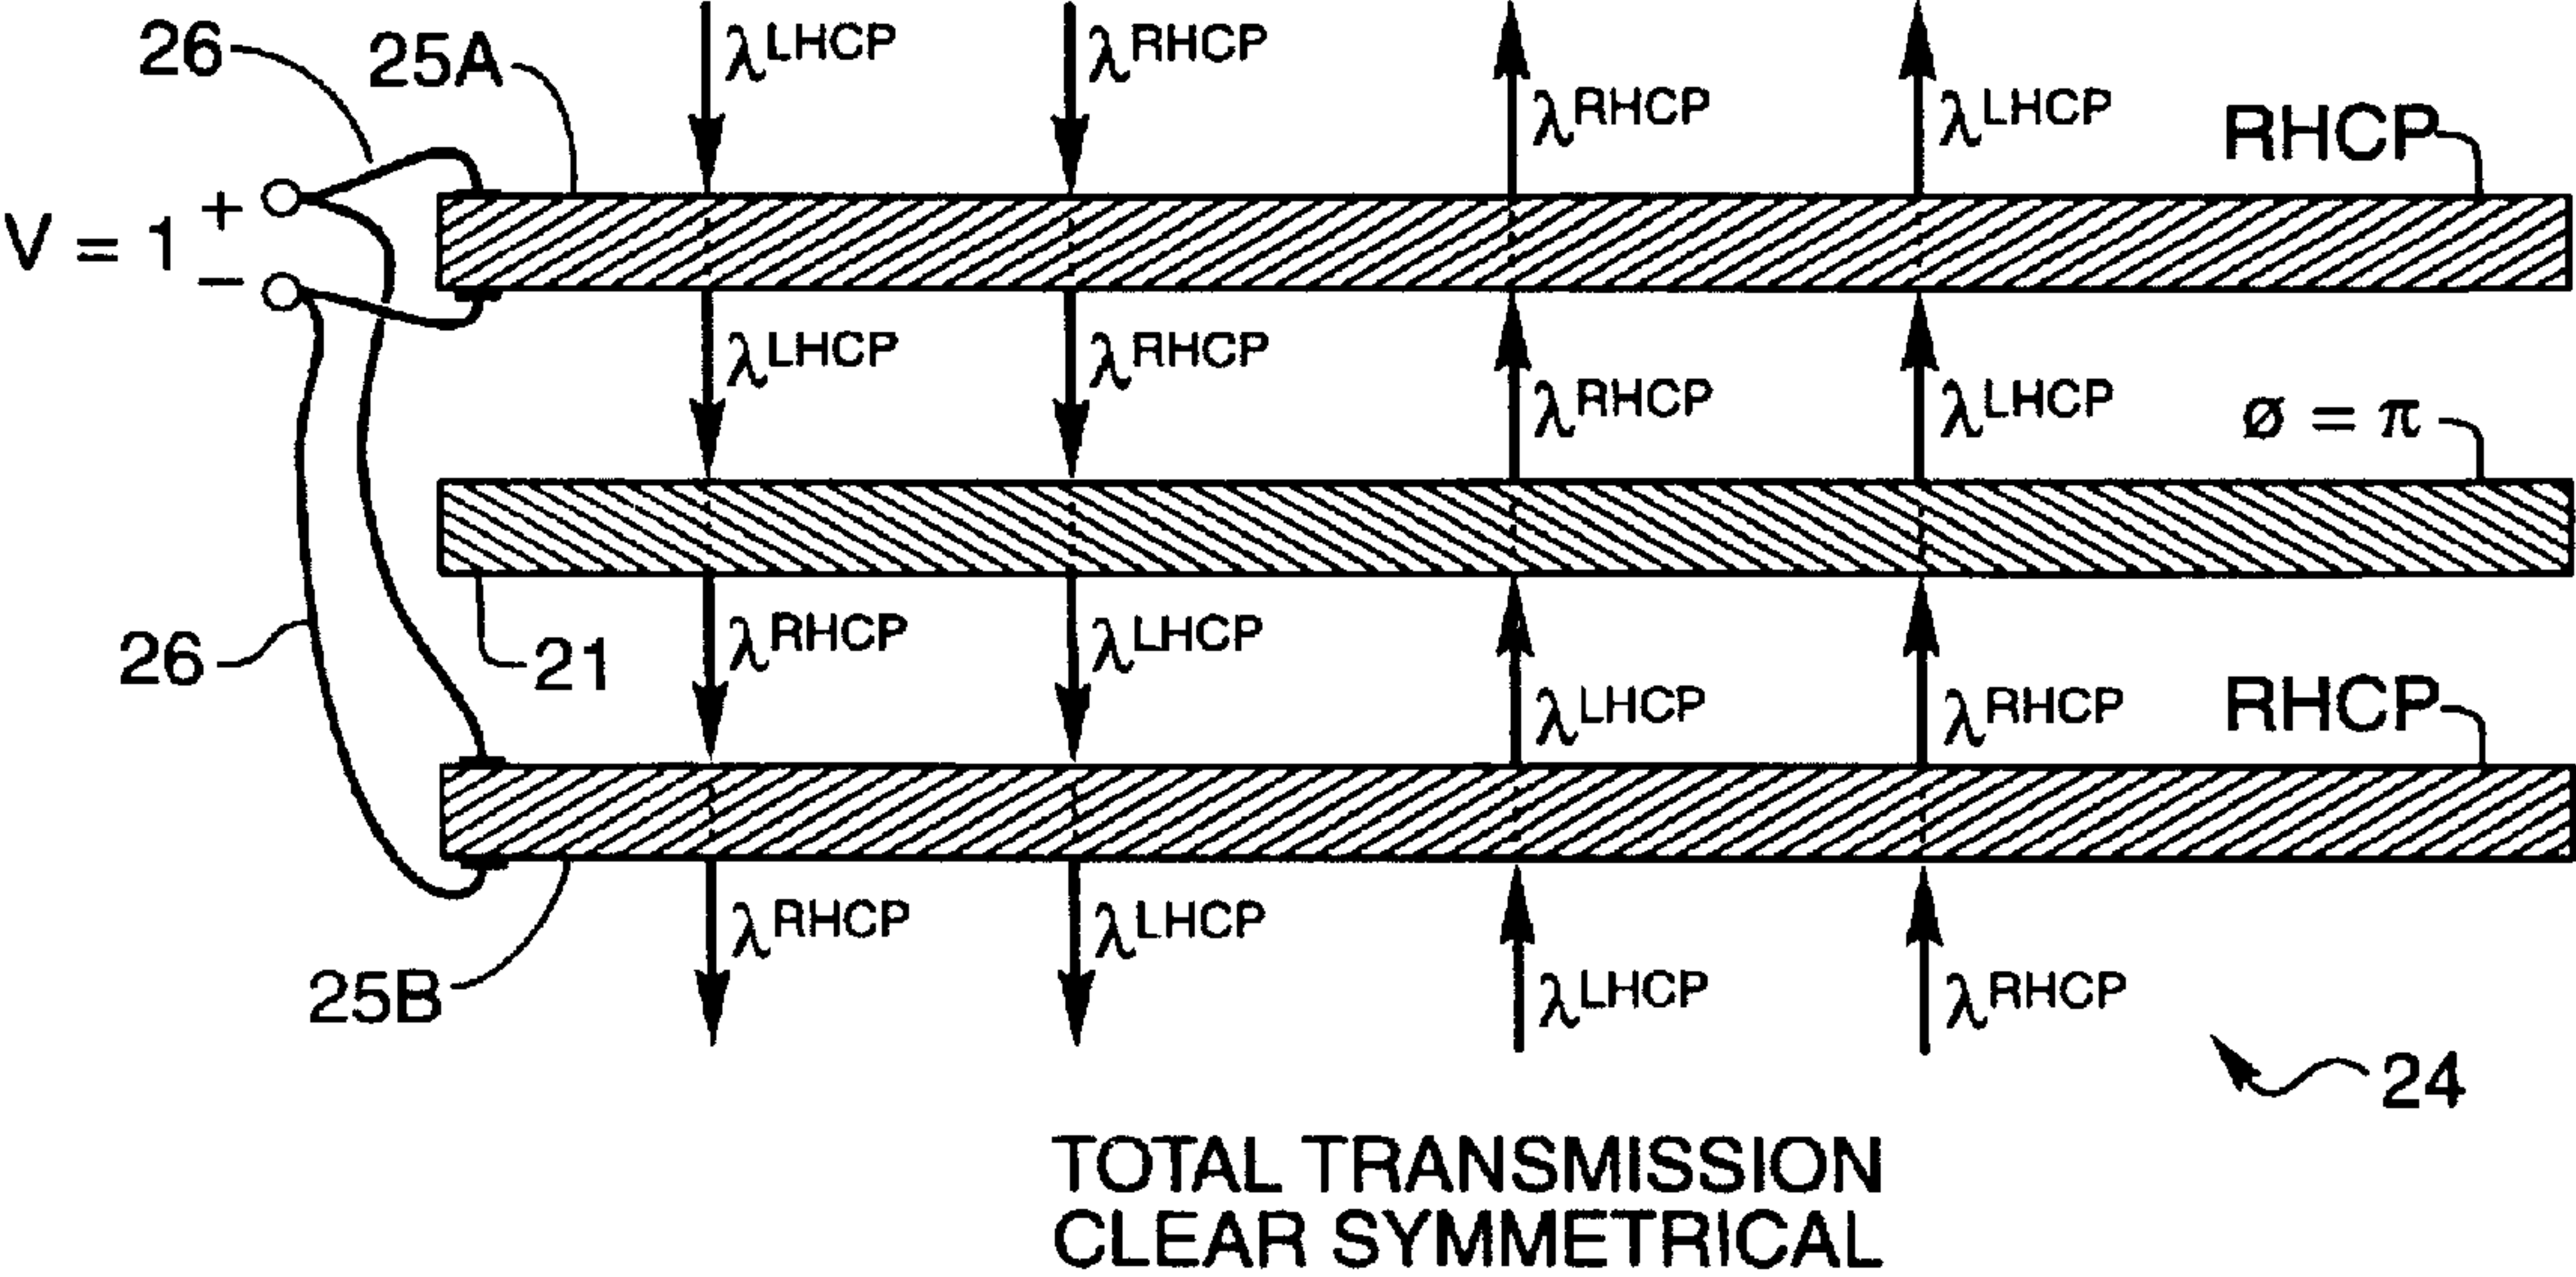 26
25A
λLHCP
λRHCP
λRHCP
λLHCP
RHCP
V = 1
+
−
λLHCP
λRHCP
λRHCP
λLHCP
ø = π
26
21
λRHCP
λLHCP
λLHCP
λRHCP
RHCP
25B
λRHCP
λLHCP
λLHCP
λRHCP
24
TOTAL TRANSMISSION
CLEAR SYMMETRICAL